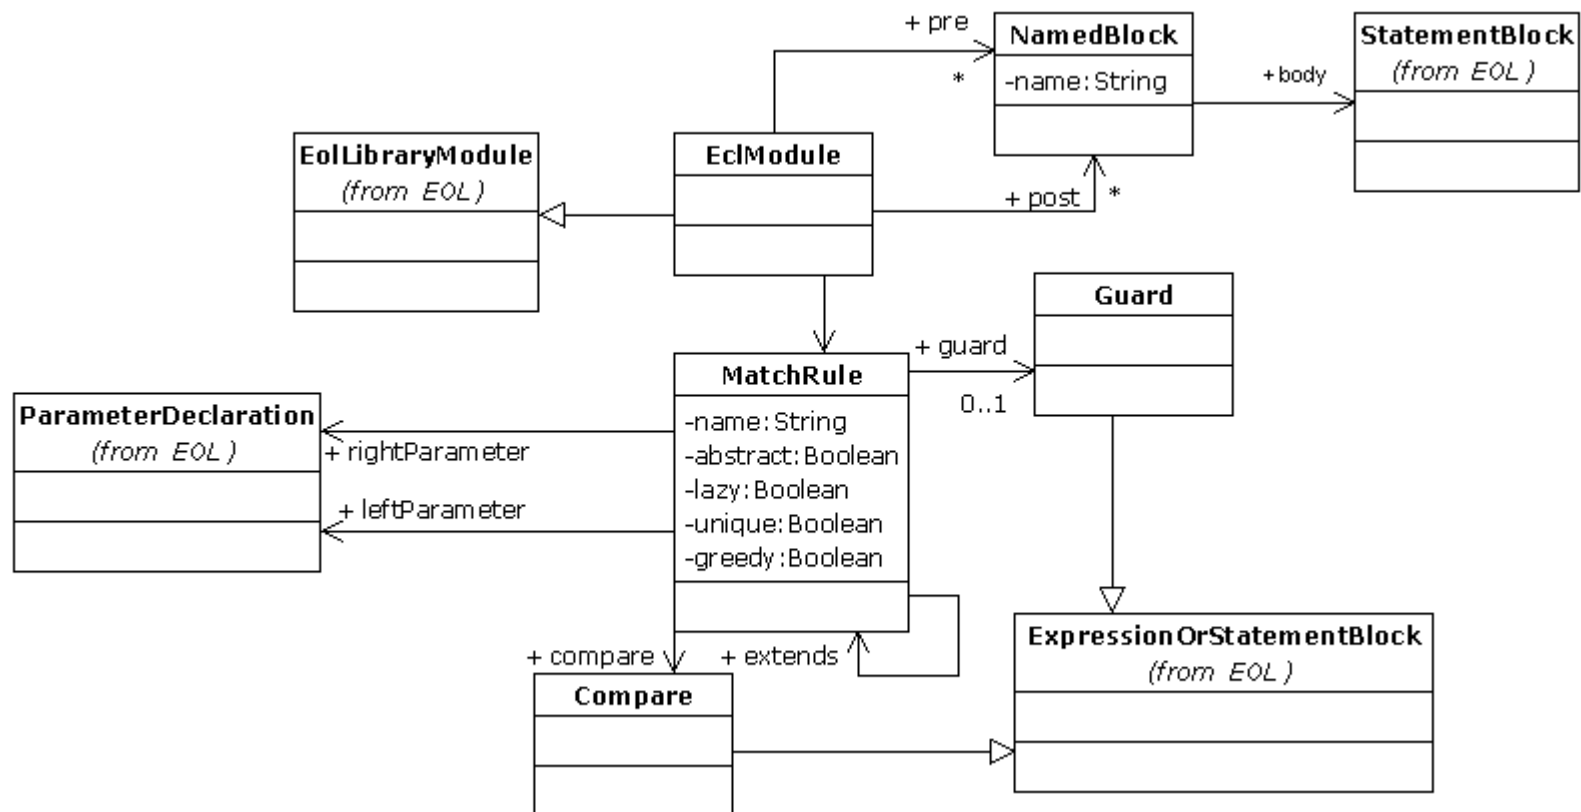 + pre
*
NamedBlock
-name:String
+body
StatementBlock
(from EOL)
EolLibraryModule
(from EOL)
EclModule
+ post
*
Guard
+ guard
0..1
MatchRule
-name:String
-abstract:Boolean
-lazy:Boolean
-unique:Boolean
-greedy:Boolean
ParameterDeclaration
(from EOL)
+ rightParameter
+ leftParameter
+ compare
+ extends
ExpressionOrStatementBlock
(from EOL)
Compare